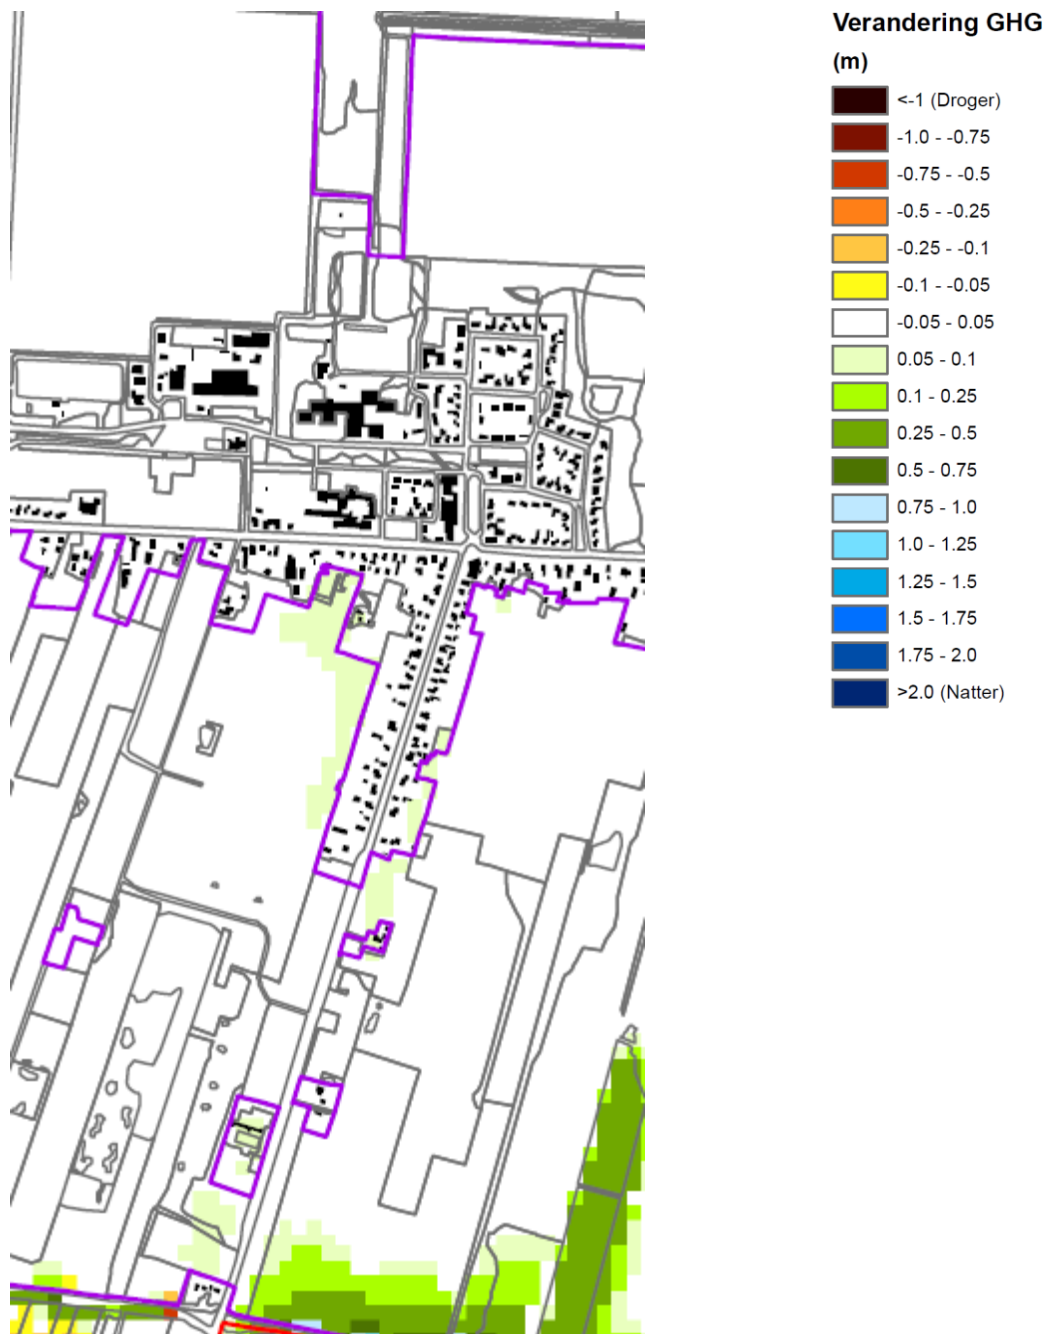 Verandering GHG
(m)
<-1 (Droger)
-1.0 - -0.75
-0.75 - -0.5
-0.5 - -0.25
-0.25 - -0.1
-0.1 - -0.05
-0.05 - 0.05
0.05 - 0.1
0.1 - 0.25
0.25 - 0.5
0.5 - 0.75
0.75 - 1.0
1.0 - 1.25
1.25 - 1.5
1.5 - 1.75
1.75 - 2.0
>2.0 (Natter)